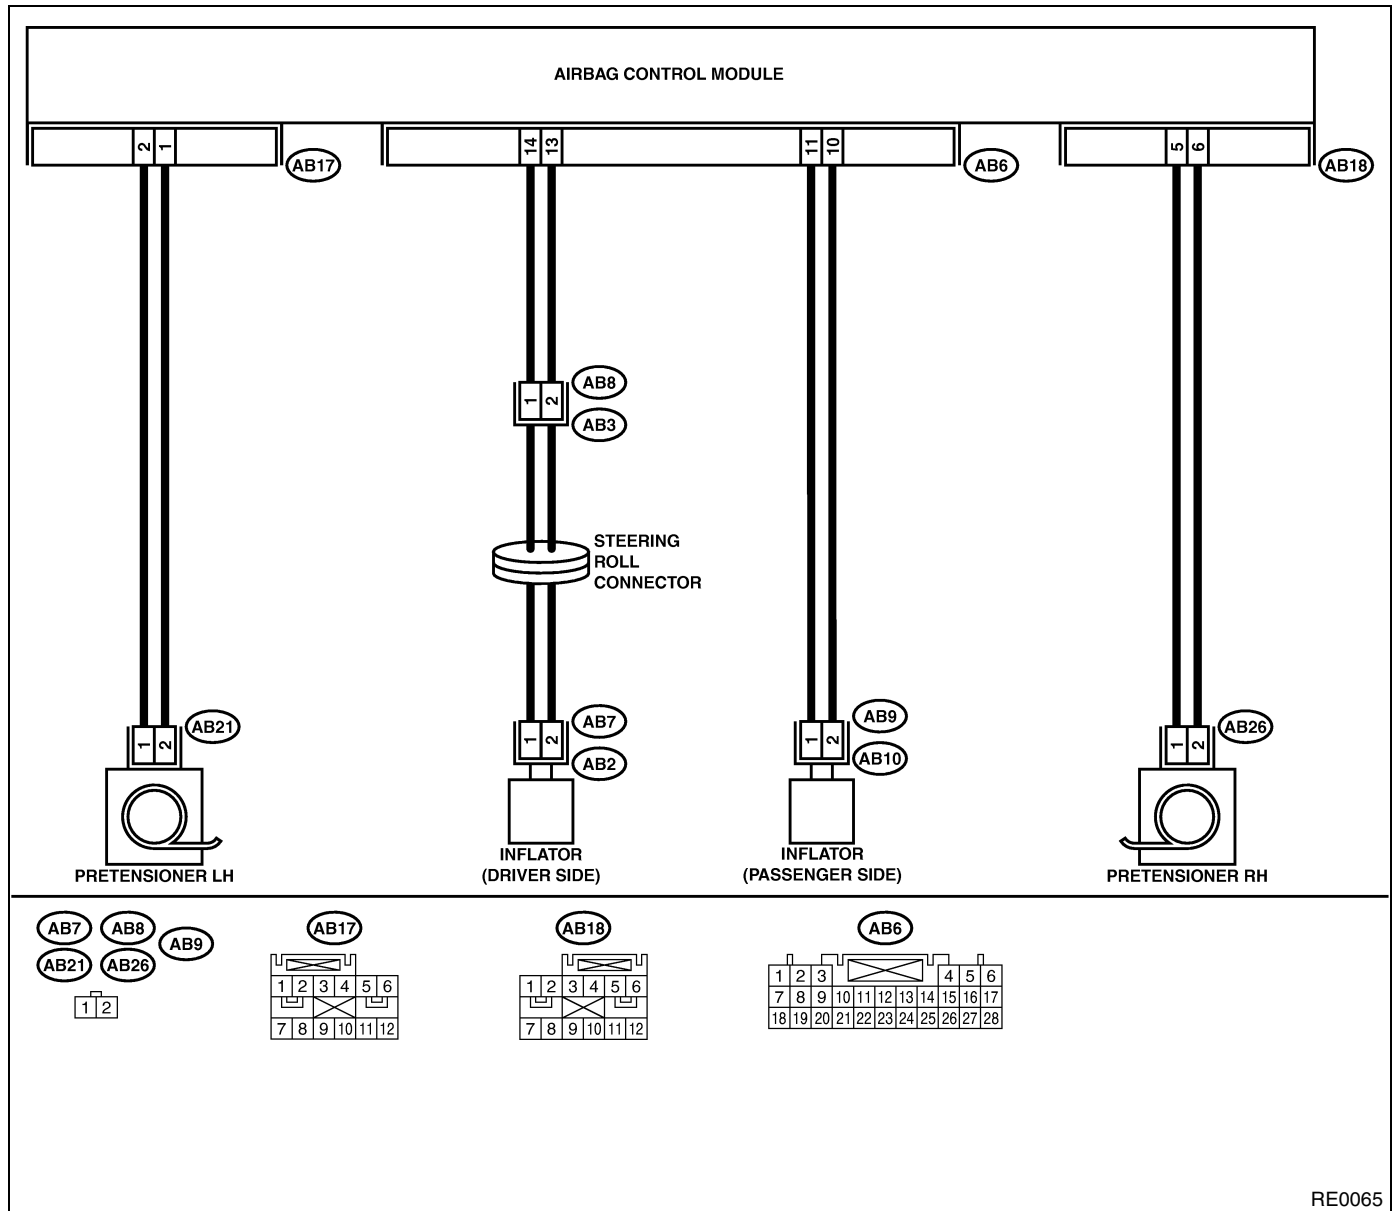 AIRBAG CONTROL MODULE
2 1
AB17
14 13
11 10
AB6
5 6
AB18
AB8
1 2
AB3
STEERING
ROLL
CONNECTOR
AB21
1 2
PRETENSIONER LH
AB7
1 2
AB2
INFLATOR
(DRIVER SIDE)
AB9
1 2
AB10
INFLATOR
(PASSENGER SIDE)
AB26
1 2
PRETENSIONER RH
AB7 AB8 AB9
AB21 AB26
1 2
AB17
1 2 3 4 5 6
7 8 9 10 11 12
AB18
1 2 3 4 5 6
7 8 9 10 11 12
AB6
1 2 3 4 5 6
7 8 9 10 11 12 13 14 15 16 17
18 19 20 21 22 23 24 25 26 27 28
RE0065